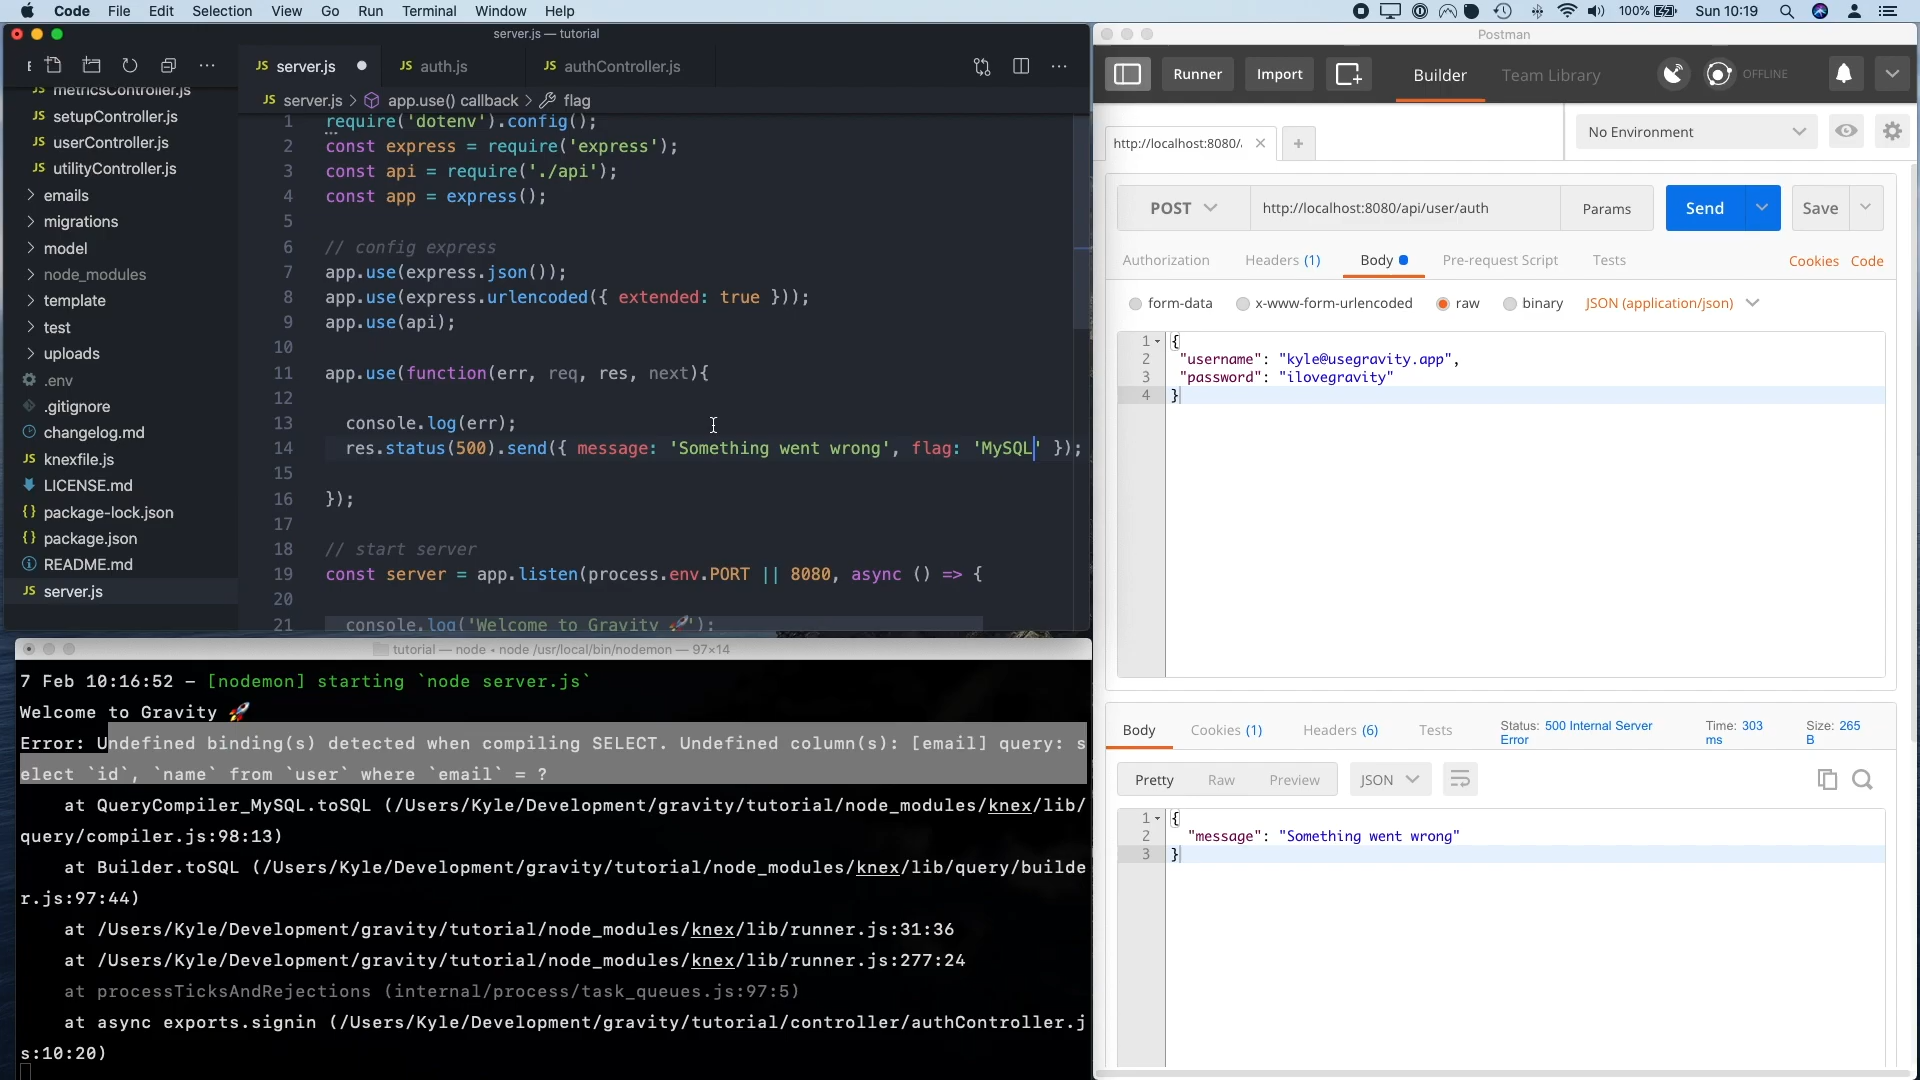 Code File Edit Selection View Go Run Terminal Window Help
100% Sun 10:19
server.js — tutorial
JS server.js
JS auth.js
JS authController.js
JS server.js > app.use() callback > flag
JS metricsController.js
JS setupController.js
JS userController.js
JS utilityController.js
> emails
> migrations
> model
> node_modules
> template
> test
> uploads
.env
.gitignore
changelog.md
JS knexfile.js
LICENSE.md
{} package-lock.json
{} package.json
README.md
JS server.js
1 require('dotenv').config();
2 const express = require('express');
3 const api = require('./api');
4 const app = express();
5
6 // config express
7 app.use(express.json());
8 app.use(express.urlencoded({ extended: true }));
9 app.use(api);
10
11 app.use(function(err, req, res, next){
12
13 console.log(err);
14 res.status(500).send({ message: 'Something went wrong', flag: 'MySQL' });
15
16 });
17
18 // start server
19 const server = app.listen(process.env.PORT || 8080, async () => {
20
21 console.log('Welcome to Gravity 🚀');
tutorial — node • node /usr/local/bin/nodemon — 97×14
7 Feb 10:16:52 – [nodemon] starting `node server.js`
Welcome to Gravity 🚀
Error: Undefined binding(s) detected when compiling SELECT. Undefined column(s): [email] query: s
elect `id`, `name` from `user` where `email` = ?
at QueryCompiler_MySQL.toSQL (/Users/Kyle/Development/gravity/tutorial/node_modules/knex/lib/
query/compiler.js:98:13)
at Builder.toSQL (/Users/Kyle/Development/gravity/tutorial/node_modules/knex/lib/query/builde
r.js:97:44)
at /Users/Kyle/Development/gravity/tutorial/node_modules/knex/lib/runner.js:31:36
at /Users/Kyle/Development/gravity/tutorial/node_modules/knex/lib/runner.js:277:24
at processTicksAndRejections (internal/process/task_queues.js:97:5)
at async exports.signin (/Users/Kyle/Development/gravity/tutorial/controller/authController.j
s:10:20)
Postman
Runner Import Builder Team Library OFFLINE
http://localhost:8080/.
No Environment
POST http://localhost:8080/api/user/auth Params Send Save
Authorization Headers (1) Body Pre-request Script Tests Cookies Code
form-data x-www-form-urlencoded raw binary JSON (application/json)
1 {
2 "username": "kyle@usegravity.app",
3 "password": "ilovegravity"
4 }
Body Cookies (1) Headers (6) Tests
Status: 500 Internal Server
Error
Time: 303
ms
Size: 265
B
Pretty Raw Preview JSON
1 {
2 "message": "Something went wrong"
3 }